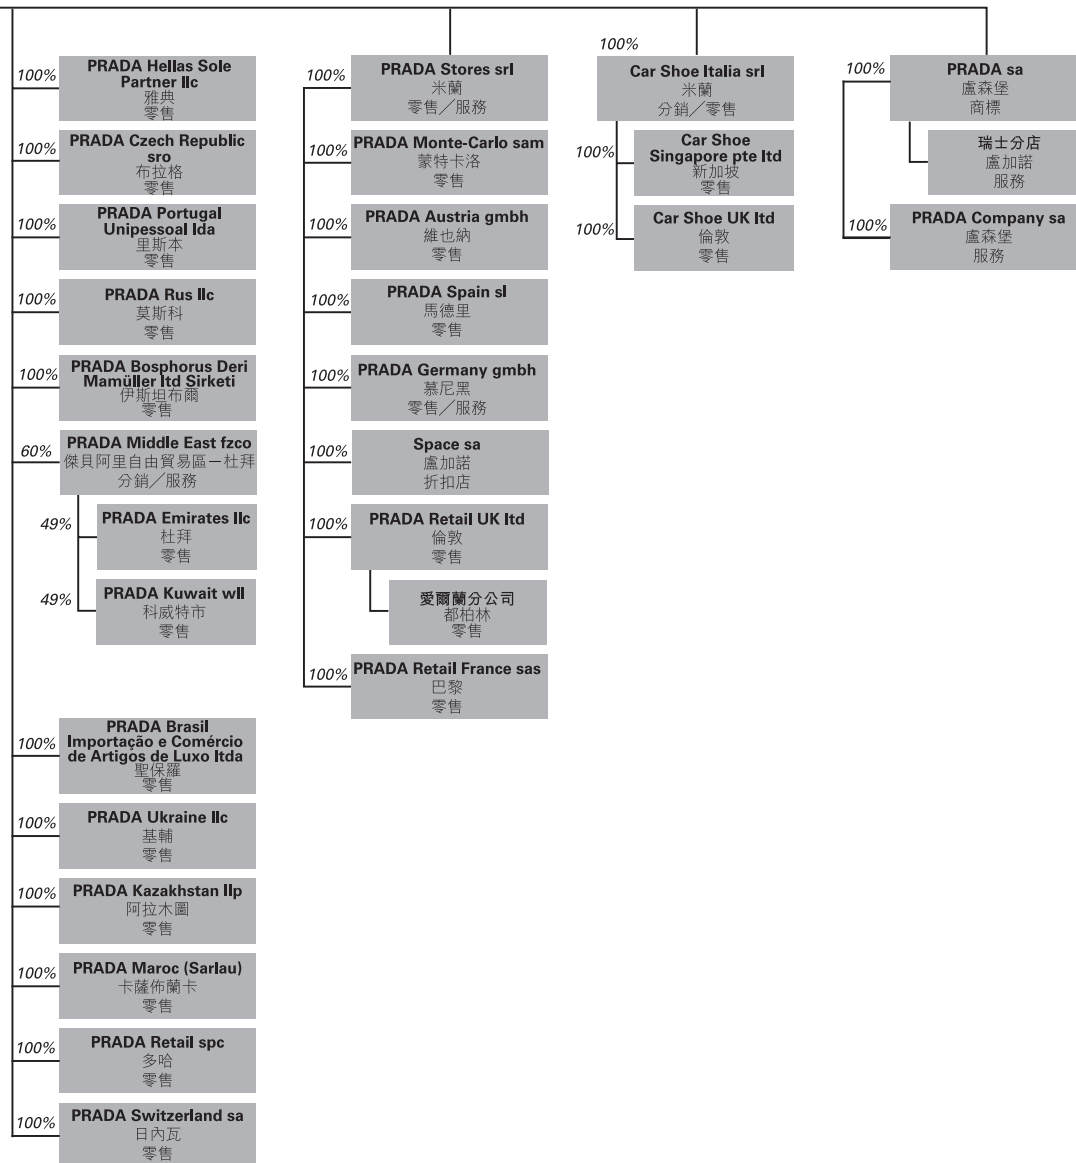 100%
PRADA Hellas Sole
Partner llc
雅典
零售
100%
PRADA Czech Republic
sro
布拉格
零售
100%
PRADA Portugal
Unipessoal lda
里斯本
零售
100%
PRADA Rus llc
莫斯科
零售
100%
PRADA Bosphorus Deri
Mamüller ltd Sirketi
伊斯坦布爾
零售
60%
PRADA Middle East fzco
傑貝阿里自由貿易區－杜拜
分銷／服務
49%
PRADA Emirates llc
杜拜
零售
49%
PRADA Kuwait wll
科威特市
零售
100%
PRADA Brasil
Importação e Comércio
de Artigos de Luxo ltda
聖保羅
零售
100%
PRADA Ukraine llc
基輔
零售
100%
PRADA Kazakhstan llp
阿拉木圖
零售
100%
PRADA Maroc (Sarlau)
卡薩佈蘭卡
零售
100%
PRADA Retail spc
多哈
零售
100%
PRADA Switzerland sa
日內瓦
零售
100%
PRADA Stores srl
米蘭
零售／服務
100%
PRADA Monte-Carlo sam
蒙特卡洛
零售
100%
PRADA Austria gmbh
維也納
零售
100%
PRADA Spain sl
馬德里
零售
100%
PRADA Germany gmbh
慕尼黑
零售／服務
100%
Space sa
盧加諾
折扣店
100%
PRADA Retail UK ltd
倫敦
零售
愛爾蘭分公司
都柏林
零售
100%
PRADA Retail France sas
巴黎
零售
100%
Car Shoe Italia srl
米蘭
分銷／零售
100%
Car Shoe
Singapore pte ltd
新加坡
零售
100%
Car Shoe UK ltd
倫敦
零售
100%
PRADA sa
盧森堡
商標
瑞士分店
盧加諾
服務
100%
PRADA Company sa
盧森堡
服務